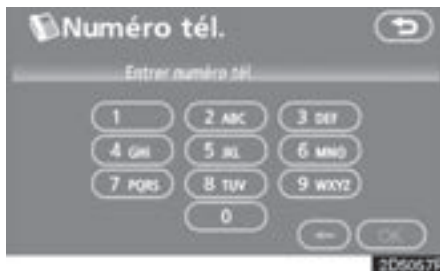 Numéro tél.
Entrer numéro tél.
1 2 ABC 3 DEF
4 GHI 5 JKL 6 MNO
7 PQRS 8 TUV 9 WXYZ
0
← OK
2D5067F